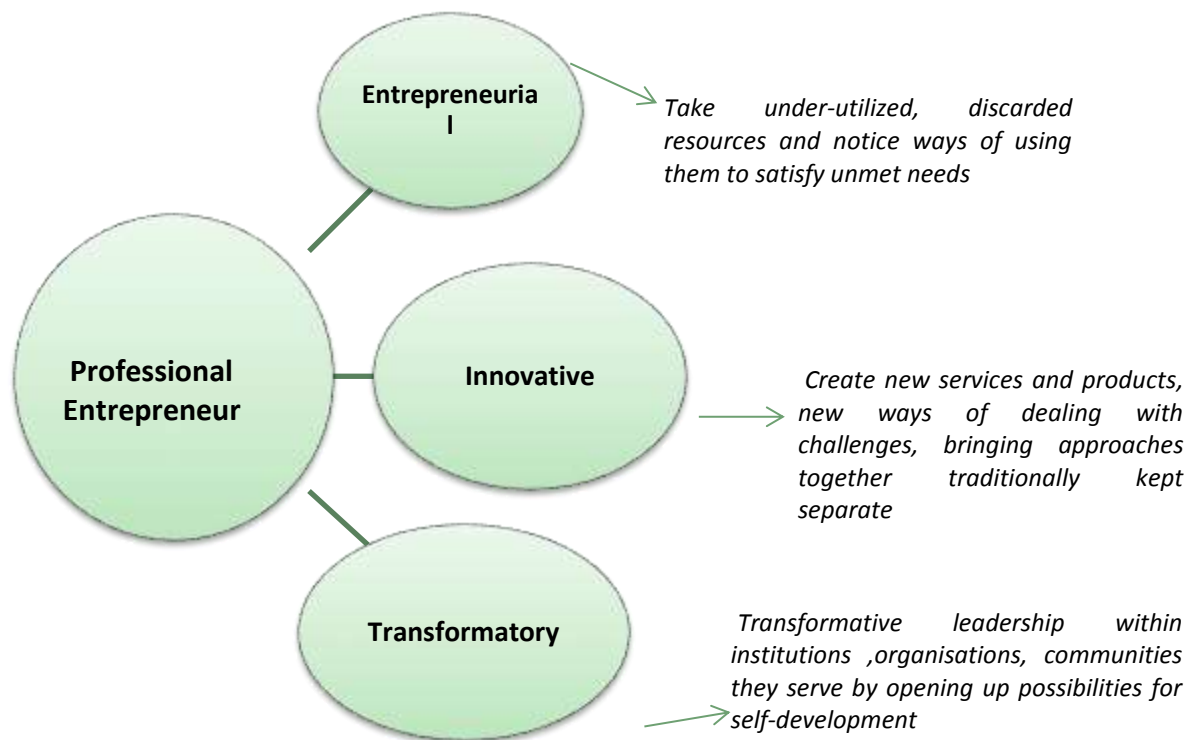 Entrepreneuria
l
Take under-utilized, discarded
resources and notice ways of using
them to satisfy unmet needs
Professional
Entrepreneur
Innovative
Create new services and products,
new ways of dealing with
challenges, bringing approaches
together traditionally kept
separate
Transformatory
Transformative leadership within
institutions ,organisations, communities
they serve by opening up possibilities for
self-development